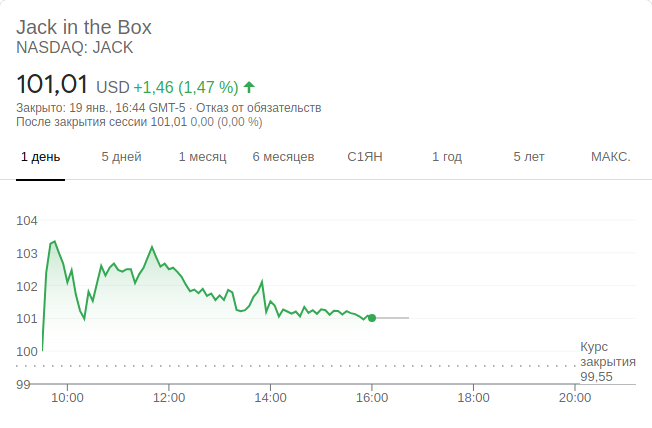 Jack in the Box
NASDAQ: JACK
101,01 USD +1,46 (1,47 %)
Закрыто: 19 янв., 16:44 GMT-5 · Отказ от обязательств
После закрытия сессии 101,01 0,00 (0,00 %)
1 день 5 дней 1 месяц 6 месяцев С1ЯН 1 год 5 лет МАКС.
104
103
102
101
100
99
Курс
закрытия
99,55
10:00 12:00 14:00 16:00 18:00 20:00